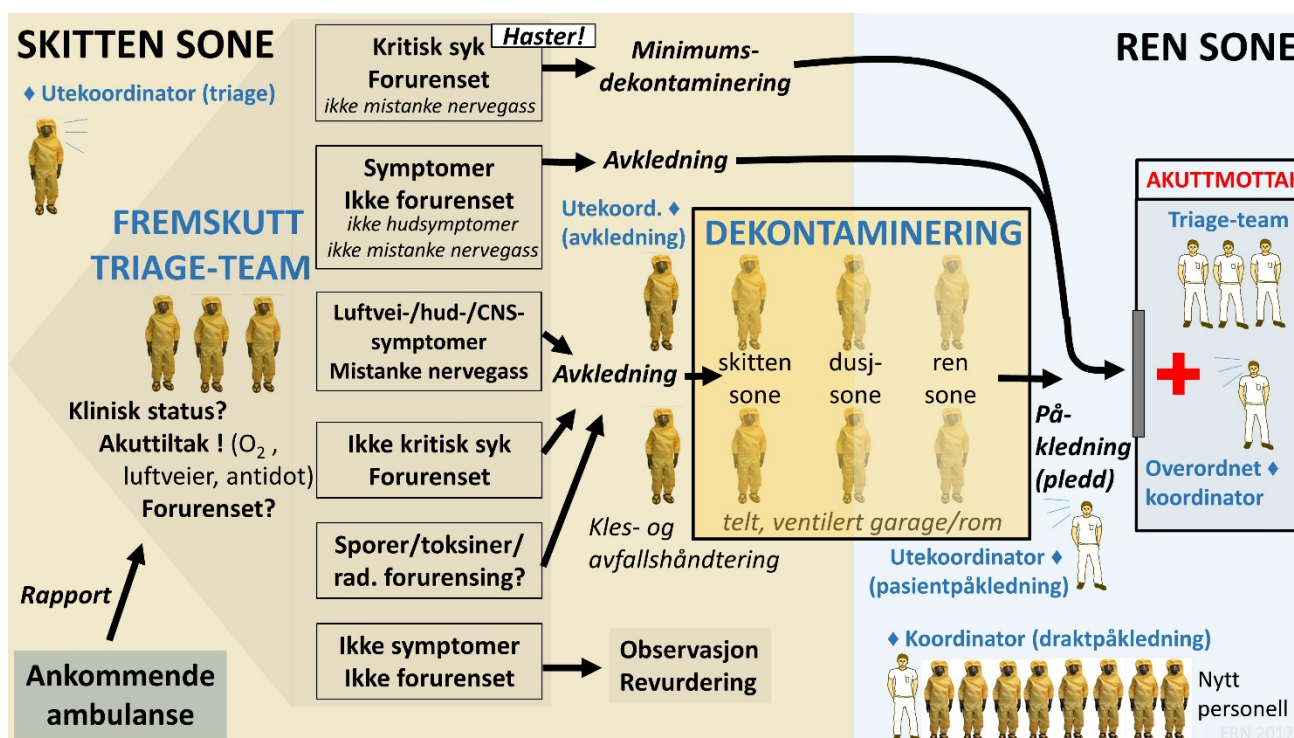 SKITTEN SONE
♦ Utekoordinator (triage)
FREMSKUTT
TRIAGE-TEAM
Klinisk status?
Akuttiltak ! (O₂ ,
luftveier, antidot)
Forurenset?
Rapport
Ankommende
ambulanse
Haster!
Kritisk syk
Forurenset
ikke mistanke nervegass
Minimums-
dekontaminering
Symptomer
Ikke forurenset
ikke hudsymptomer
ikke mistanke nervegass
Avkledning
Luftvei-/hud-/CNS-
symptomer
Mistanke nervegass
Ikke kritisk syk
Forurenset
Sporer/toksiner/
rad. forurensing?
Ikke symptomer
Ikke forurenset
Observasjon
Revurdering
Utekoord. ♦
(avkledning)
Avkledning
Kles- og
avfallshåndtering
DEKONTAMINERING
skitten
sone
dusj-
sone
ren
sone
telt, ventilert garage/rom
På-
kledning
(pledd)
Utekoordinator ♦
(pasientpåkledning)
REN SONE
AKUTTMOTTAK
Triage-team
Overordnet ♦
koordinator
♦ Koordinator (draktpåkledning)
Nytt
personell
ERN 2017